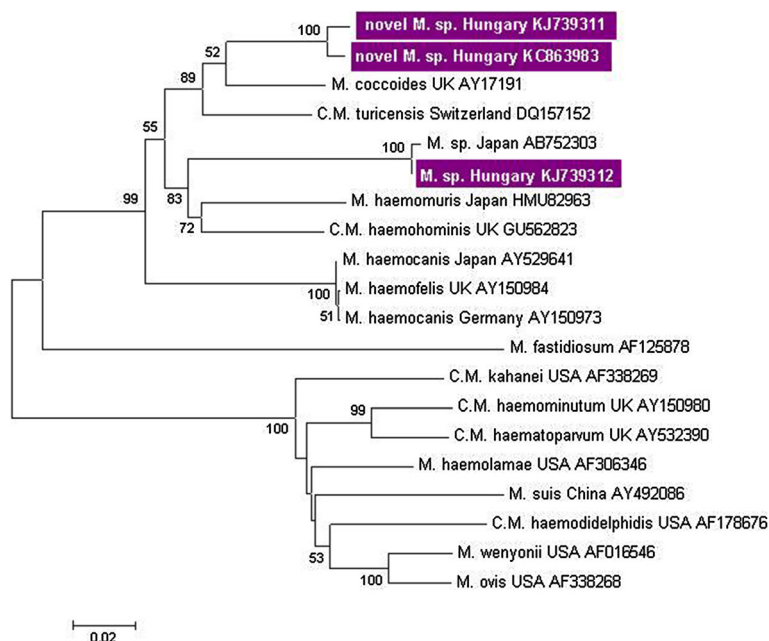 novel M. sp. Hungary KJ739311
100
novel M. sp. Hungary KC863983
52
M. coccoides UK AY17191
89
C.M. turicensis Switzerland DQ157152
55
M. sp. Japan AB752303
100
M. sp. Hungary KJ739312
83
99
M. haemomuris Japan HMU82963
72
C.M. haemohominis UK GU562823
M. haemocanis Japan AY529641
M. haemofelis UK AY150984
100
51
M. haemocanis Germany AY150973
M. fastidiosum AF125878
C.M. kahanei USA AF338269
99
C.M. haemominutum UK AY150980
100
C.M. haematoparvum UK AY532390
M. haemolamae USA AF306346
M. suis China AY492086
C.M. haemodidelphidis USA AF178676
53
M. wenyonii USA AF016546
100
M. ovis USA AF338268
0.02